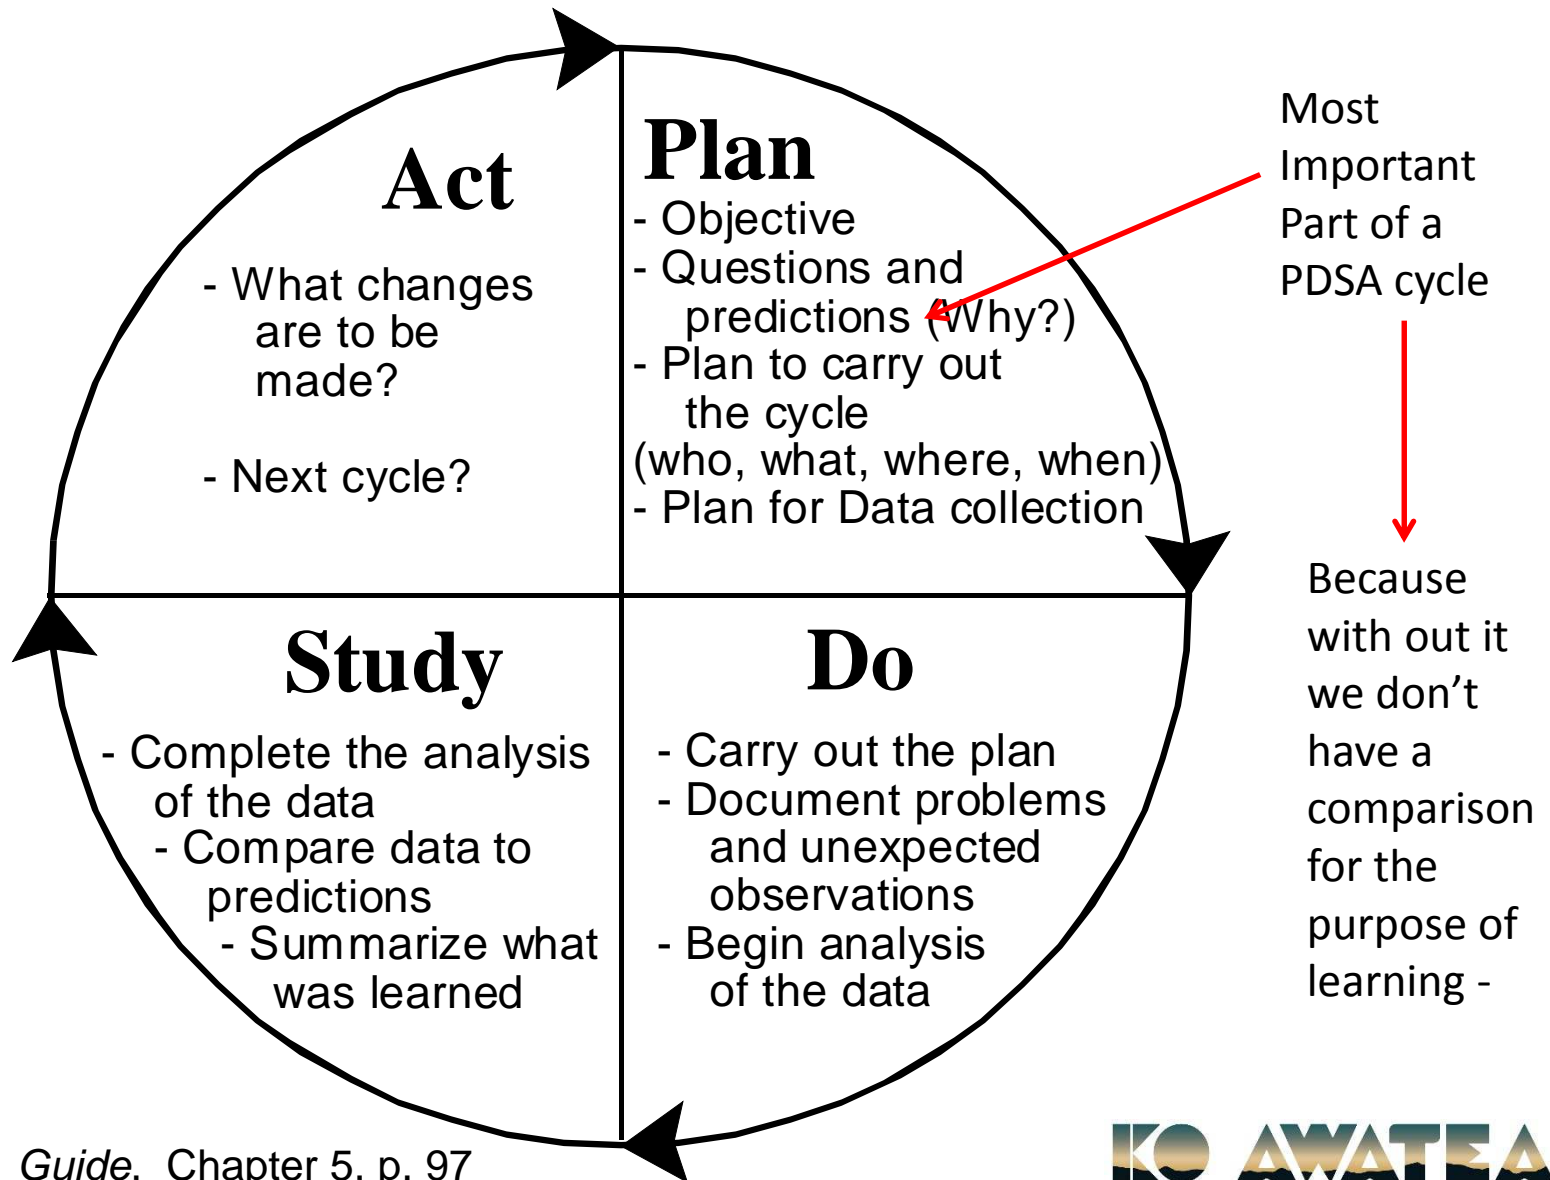 Act
- What changes
are to be
made?
- Next cycle?
Plan
- Objective
- Questions and
predictions (Why?)
- Plan to carry out
the cycle
(who, what, where, when)
- Plan for Data collection
Most
Important
Part of a
PDSA cycle
Because
with out it
we don’t
have a
comparison
for the
purpose of
learning -
Study
- Complete the analysis
of the data
- Compare data to
predictions
- Summarize what
was learned
Do
- Carry out the plan
- Document problems
and unexpected
observations
- Begin analysis
of the data
Guide, Chapter 5, p. 97
KO AWATEA